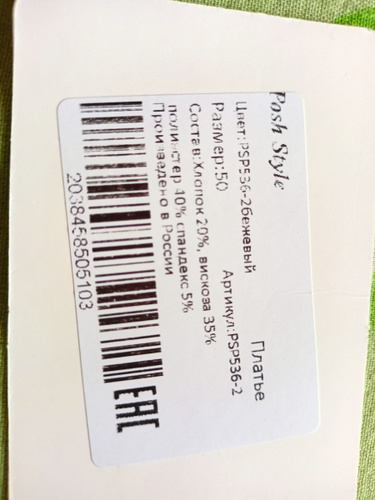 Posh Style
Платье
Цвет:PSP536-2бежевый Артикул:PSP536-2
Размер:50
Состав:Хлопок 20%, вискоза 35%
полиэстер 40% спандекс 5%
Произведено в России
2038458505103
EAC